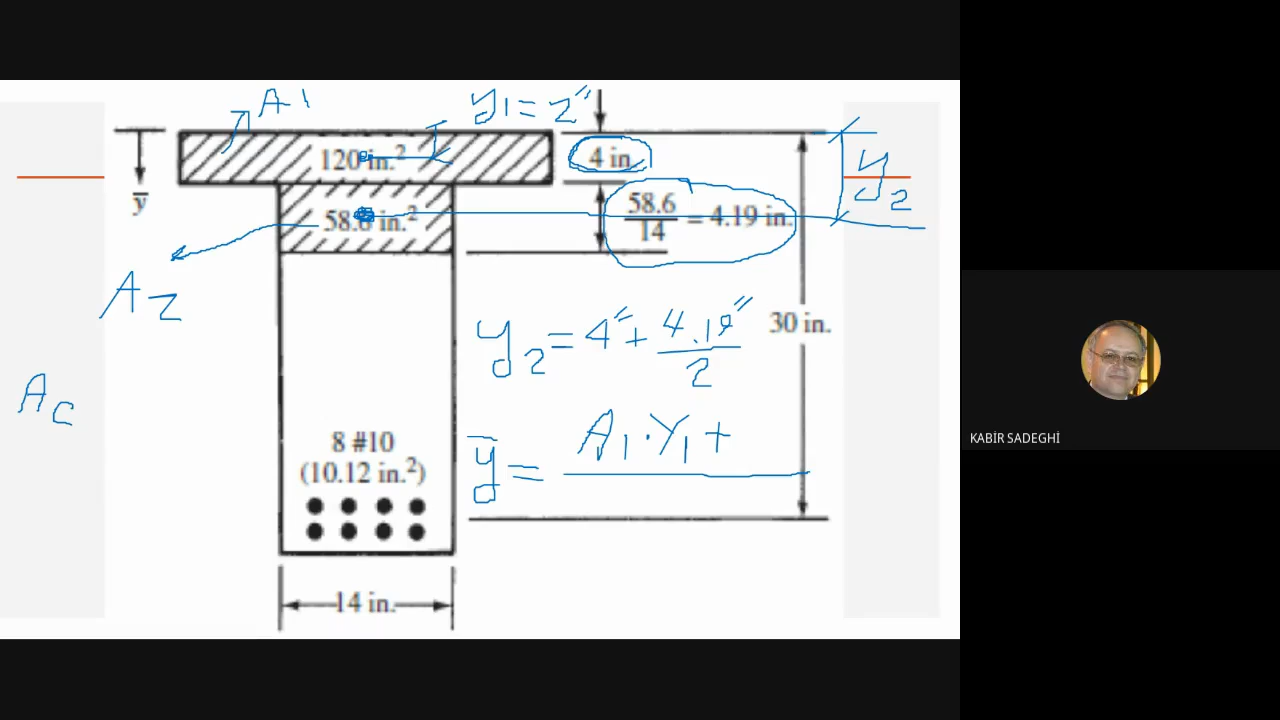 A1
y1 = 2"
120 in.²
4 in.
y̅
58.6 in.²
58.6
14
= 4.19 in.
y2
A2
y2 = 4" + 4.19"
2
30 in.
Ac
A1·Y1 +
y̅ =
8 #10
(10.12 in.²)
14 in.
KABİR SADEGHİ